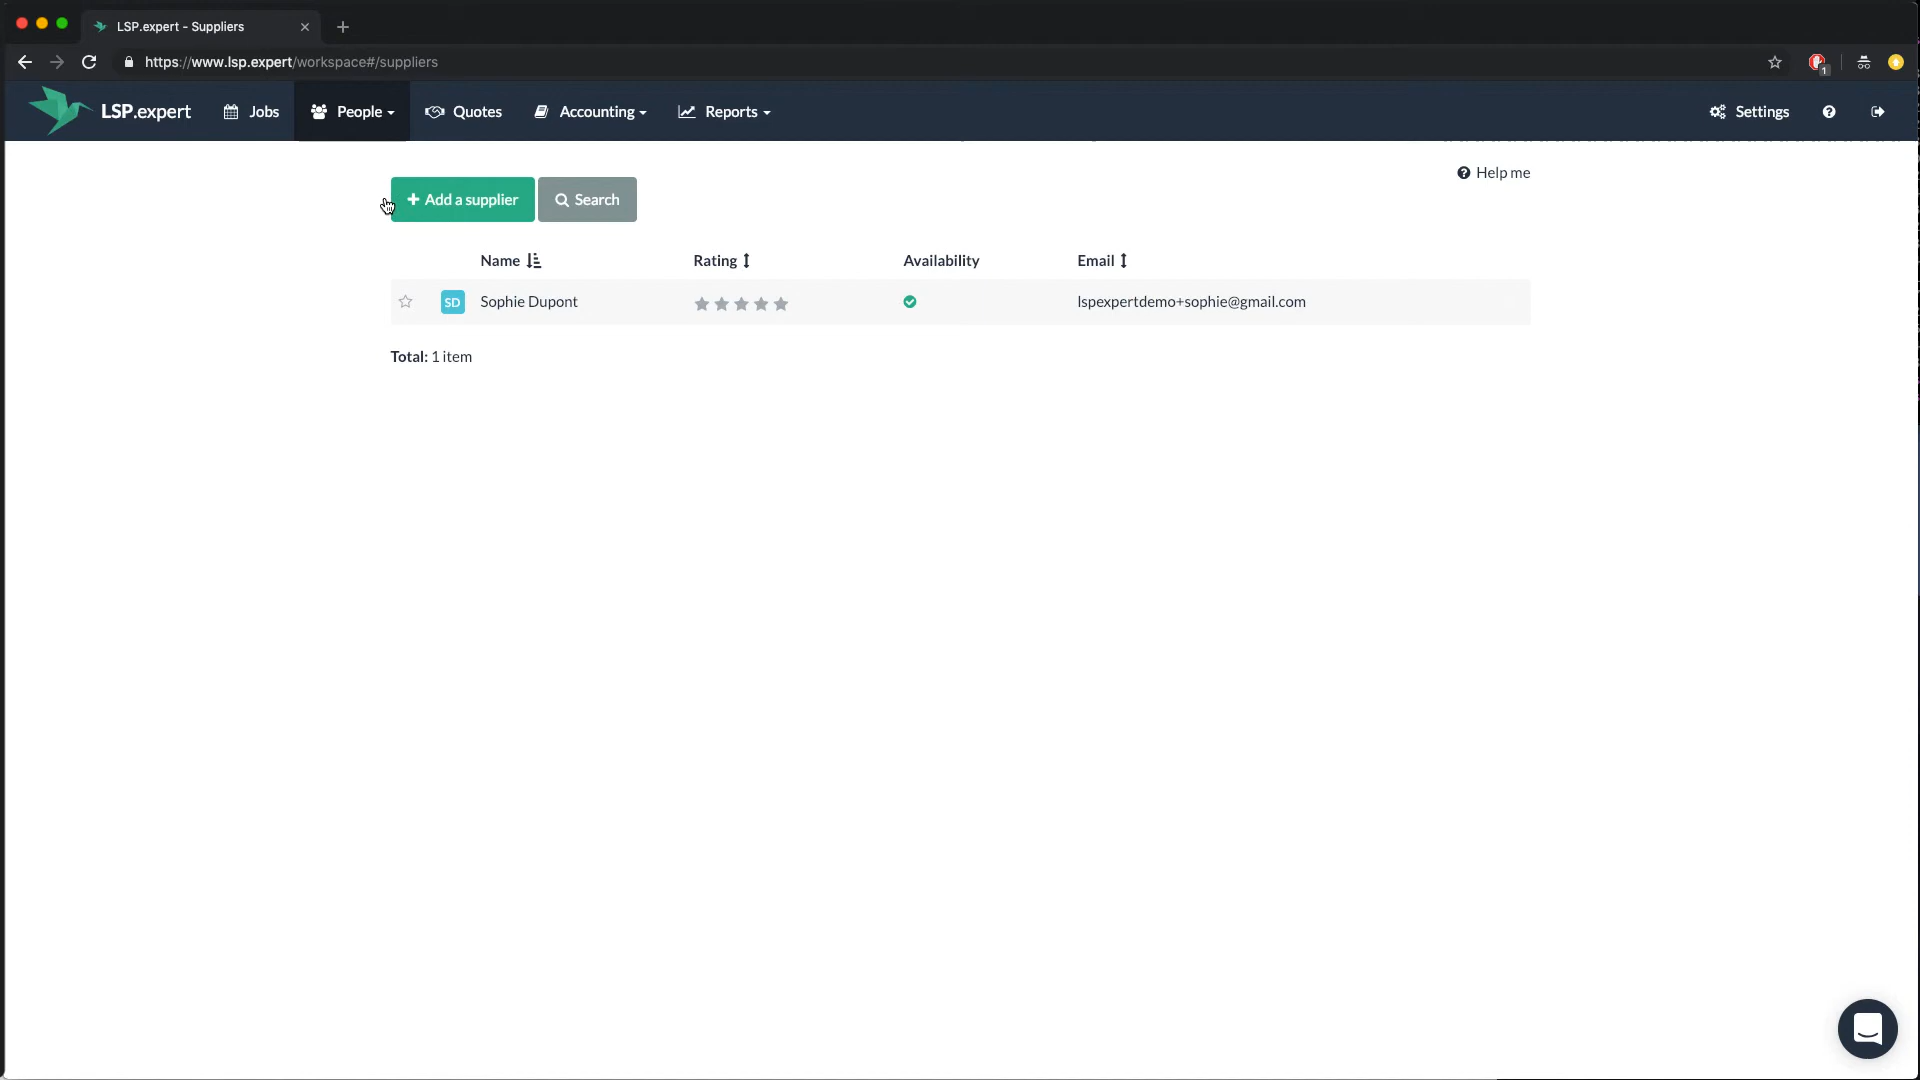 LSP.expert - Suppliers
https://www.lsp.expert/workspace#/suppliers
1
LSP.expert Jobs People Quotes Accounting Reports Settings
Help me
Add a supplier Search
Name Rating Availability Email
SD Sophie Dupont lspexpertdemo+sophie@gmail.com
Total: 1 item